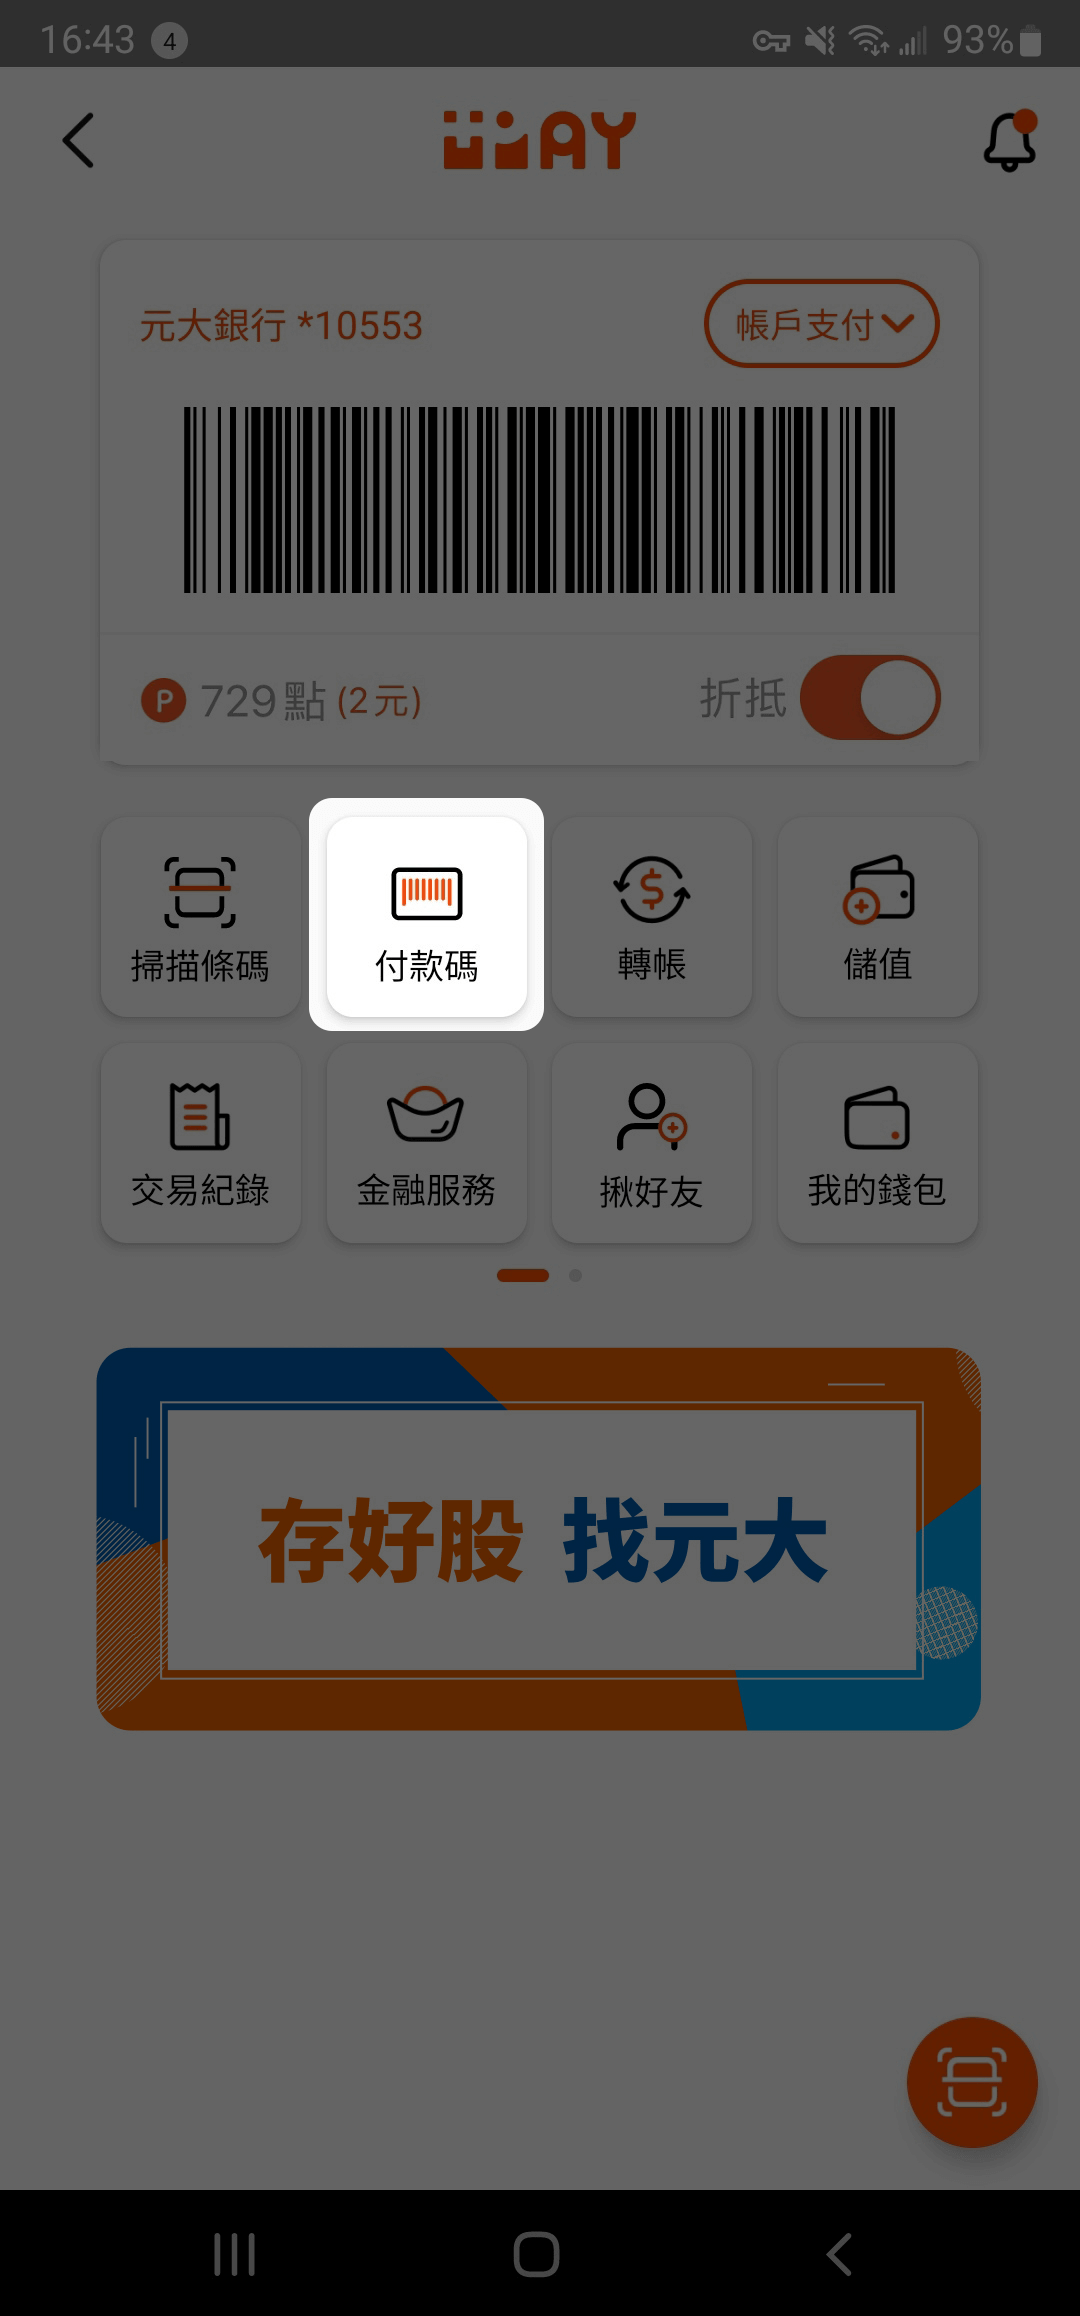 16:43 4 93%
元大銀行 *10553
帳戶支付
P 729點 (2元)
折抵
掃描條碼
付款碼
轉帳
儲值
交易紀錄
金融服務
揪好友
我的錢包
存好股 找元大